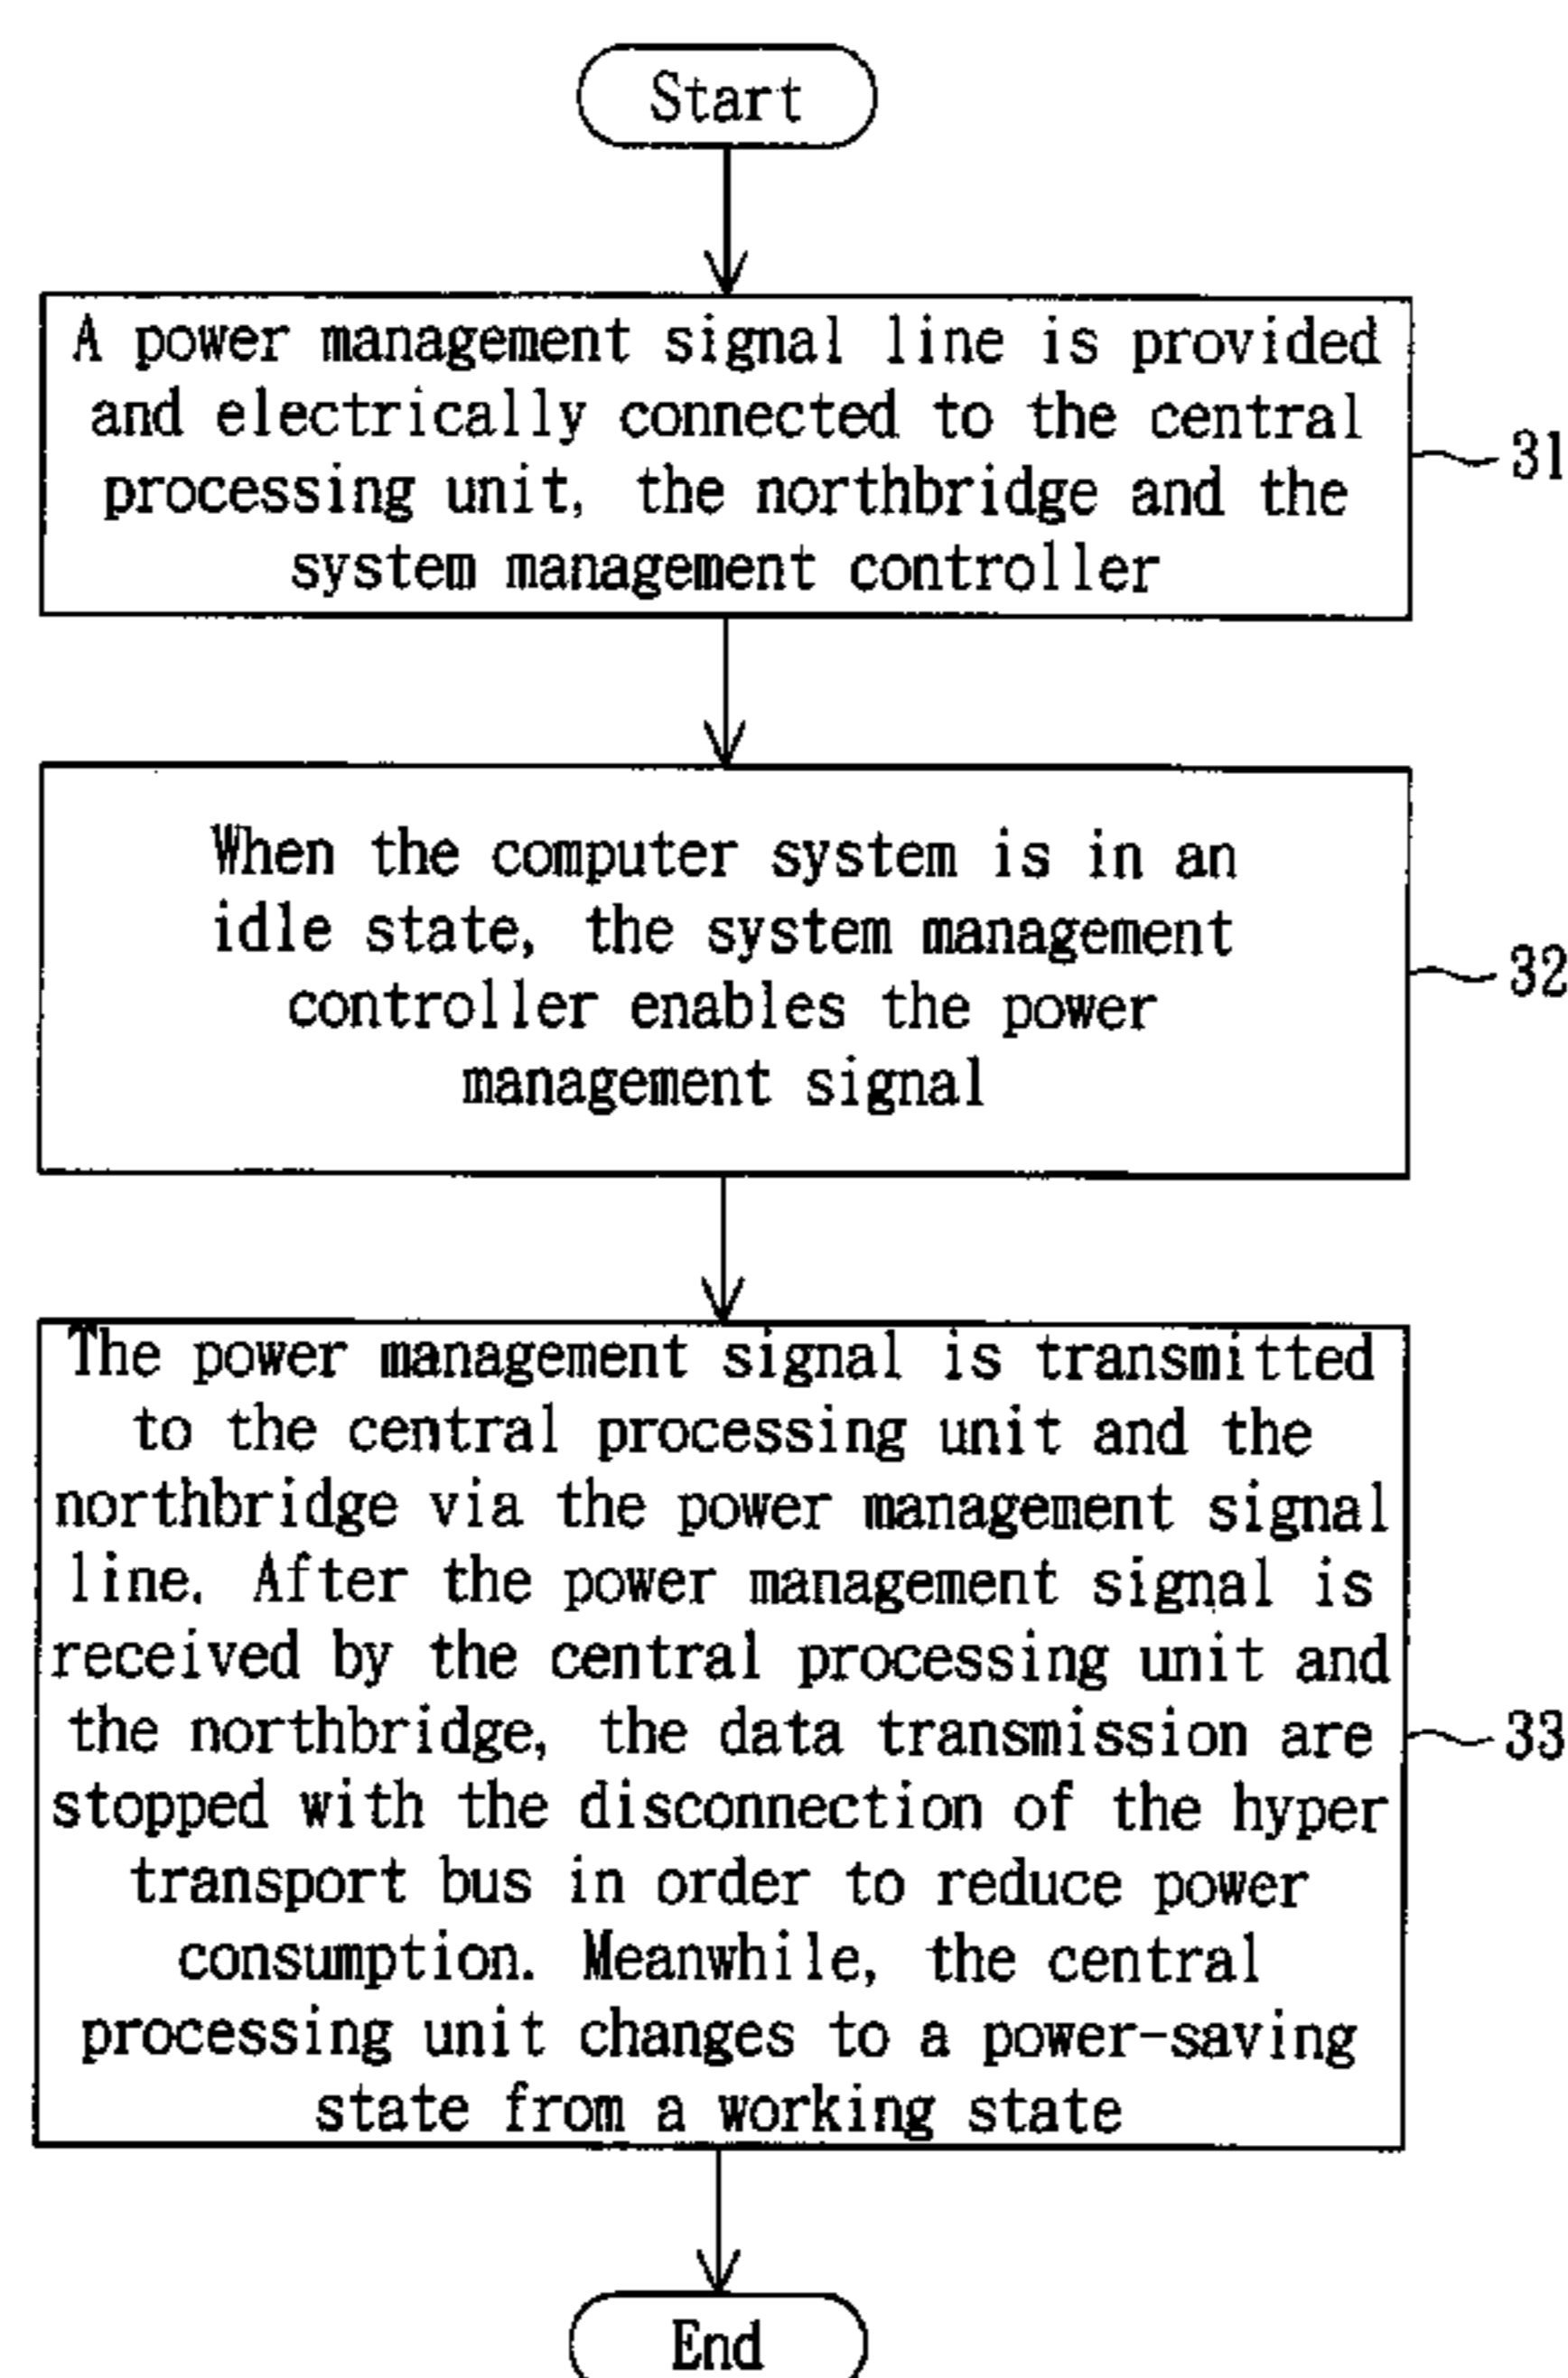 Start
A power management signal line is provided
and electrically connected to the central
processing unit, the northbridge and the
system management controller
31
When the computer system is in an
idle state, the system management
controller enables the power
management signal
32
The power management signal is transmitted
to the central processing unit and the
northbridge via the power management signal
line. After the power management signal is
received by the central processing unit and
the northbridge, the data transmission are
stopped with the disconnection of the hyper
transport bus in order to reduce power
consumption. Meanwhile, the central
processing unit changes to a power-saving
state from a working state
33
End